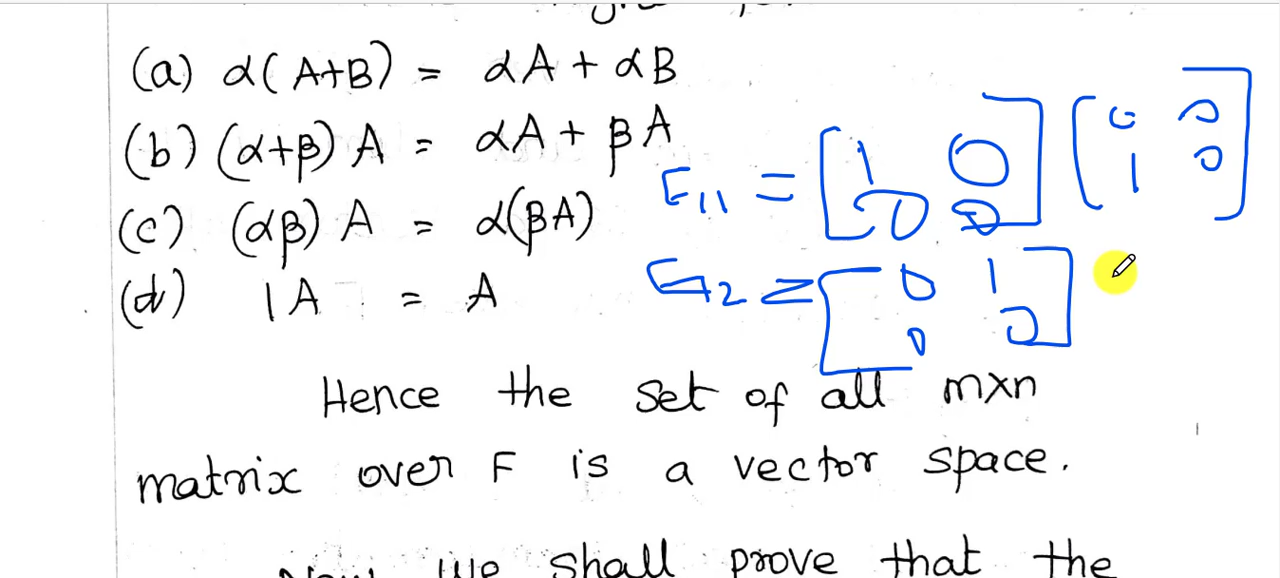 (a) α(A+B) = αA + αB
(b) (α+β) A = αA + βA
(c) (αβ) A = α(βA)
(d) 1A = A
E11 = [1 0
0 0] [0 0
1 0]
E12 = [0 1
0 0]
Hence the set of all m×n
matrix over F is a vector space.
Now we shall prove that the